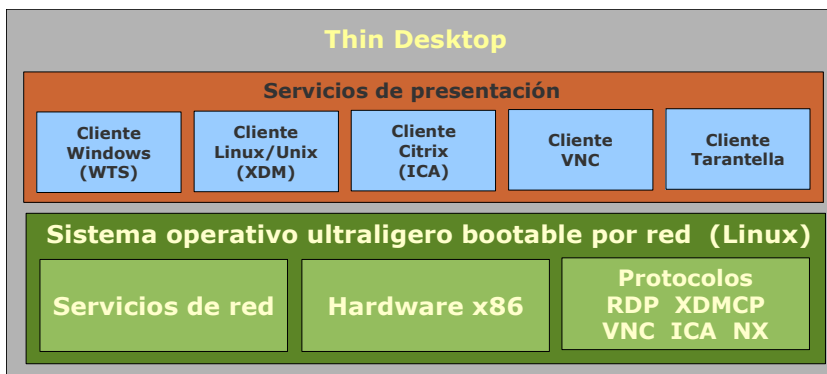 Thin Desktop
Servicios de presentación
Cliente
Windows
(WTS)
Cliente
Linux/Unix
(XDM)
Cliente
Citrix
(ICA)
Cliente
VNC
Cliente
Tarantella
Sistema operativo ultraligero bootable por red (Linux)
Servicios de red
Hardware x86
Protocolos
RDP XDMCP
VNC ICA NX